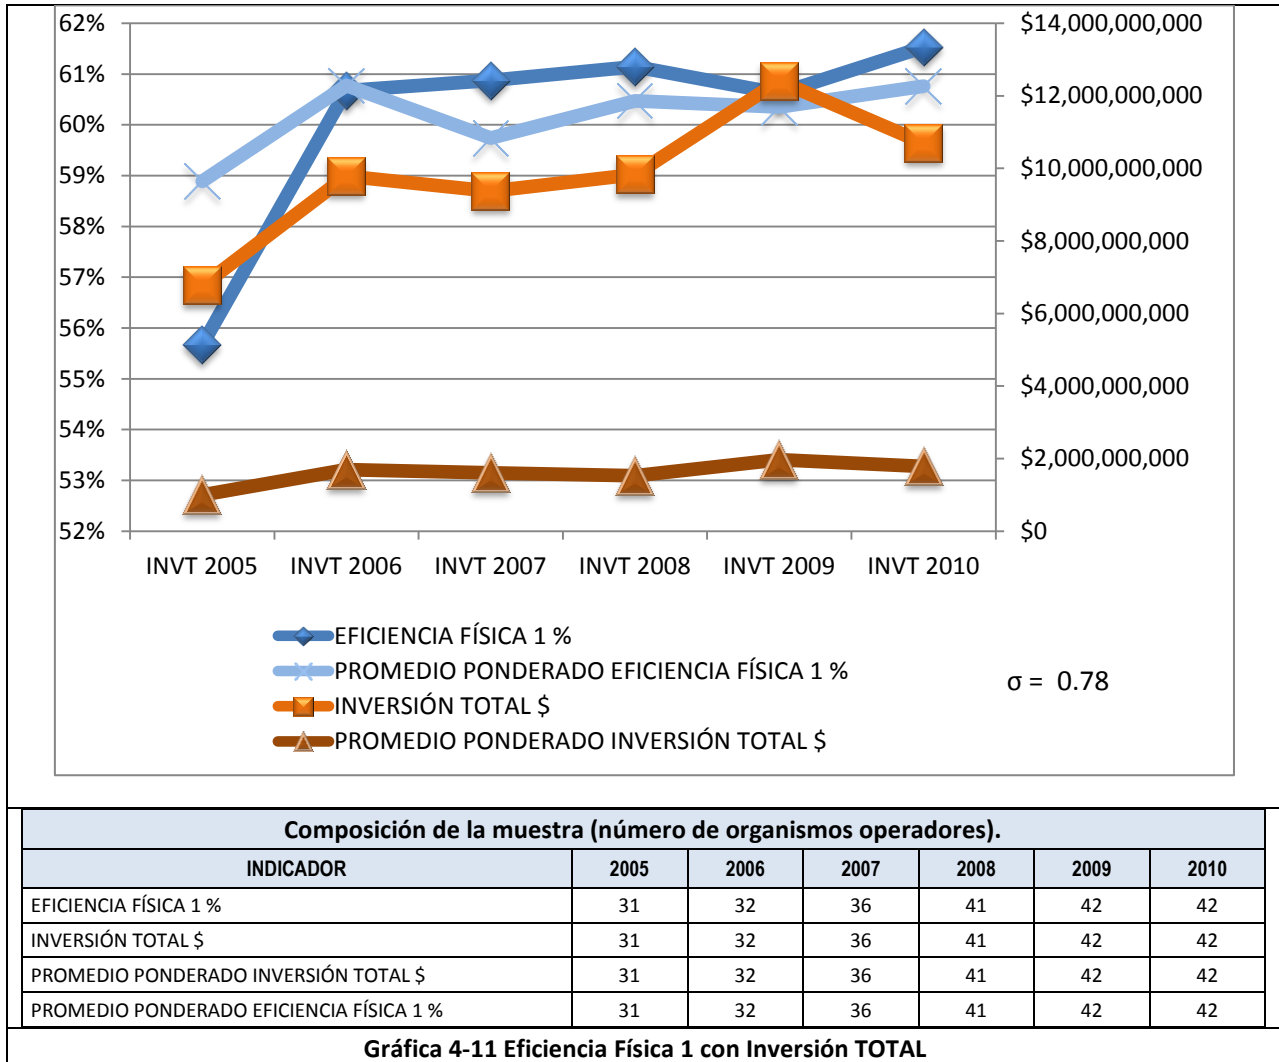 62%
61%
60%
59%
58%
57%
56%
55%
54%
53%
52%
$14,000,000,000
$12,000,000,000
$10,000,000,000
$8,000,000,000
$6,000,000,000
$4,000,000,000
$2,000,000,000
$0
INVT 2005 INVT 2006 INVT 2007 INVT 2008 INVT 2009 INVT 2010
EFICIENCIA FÍSICA 1 %
PROMEDIO PONDERADO EFICIENCIA FÍSICA 1 %
INVERSIÓN TOTAL $
PROMEDIO PONDERADO INVERSIÓN TOTAL $
σ = 0.78
Composición de la muestra (número de organismos operadores).
INDICADOR 2005 2006 2007 2008 2009 2010
EFICIENCIA FÍSICA 1 % 31 32 36 41 42 42
INVERSIÓN TOTAL $ 31 32 36 41 42 42
PROMEDIO PONDERADO INVERSIÓN TOTAL $ 31 32 36 41 42 42
PROMEDIO PONDERADO EFICIENCIA FÍSICA 1 % 31 32 36 41 42 42
Gráfica 4-11 Eficiencia Física 1 con Inversión TOTAL